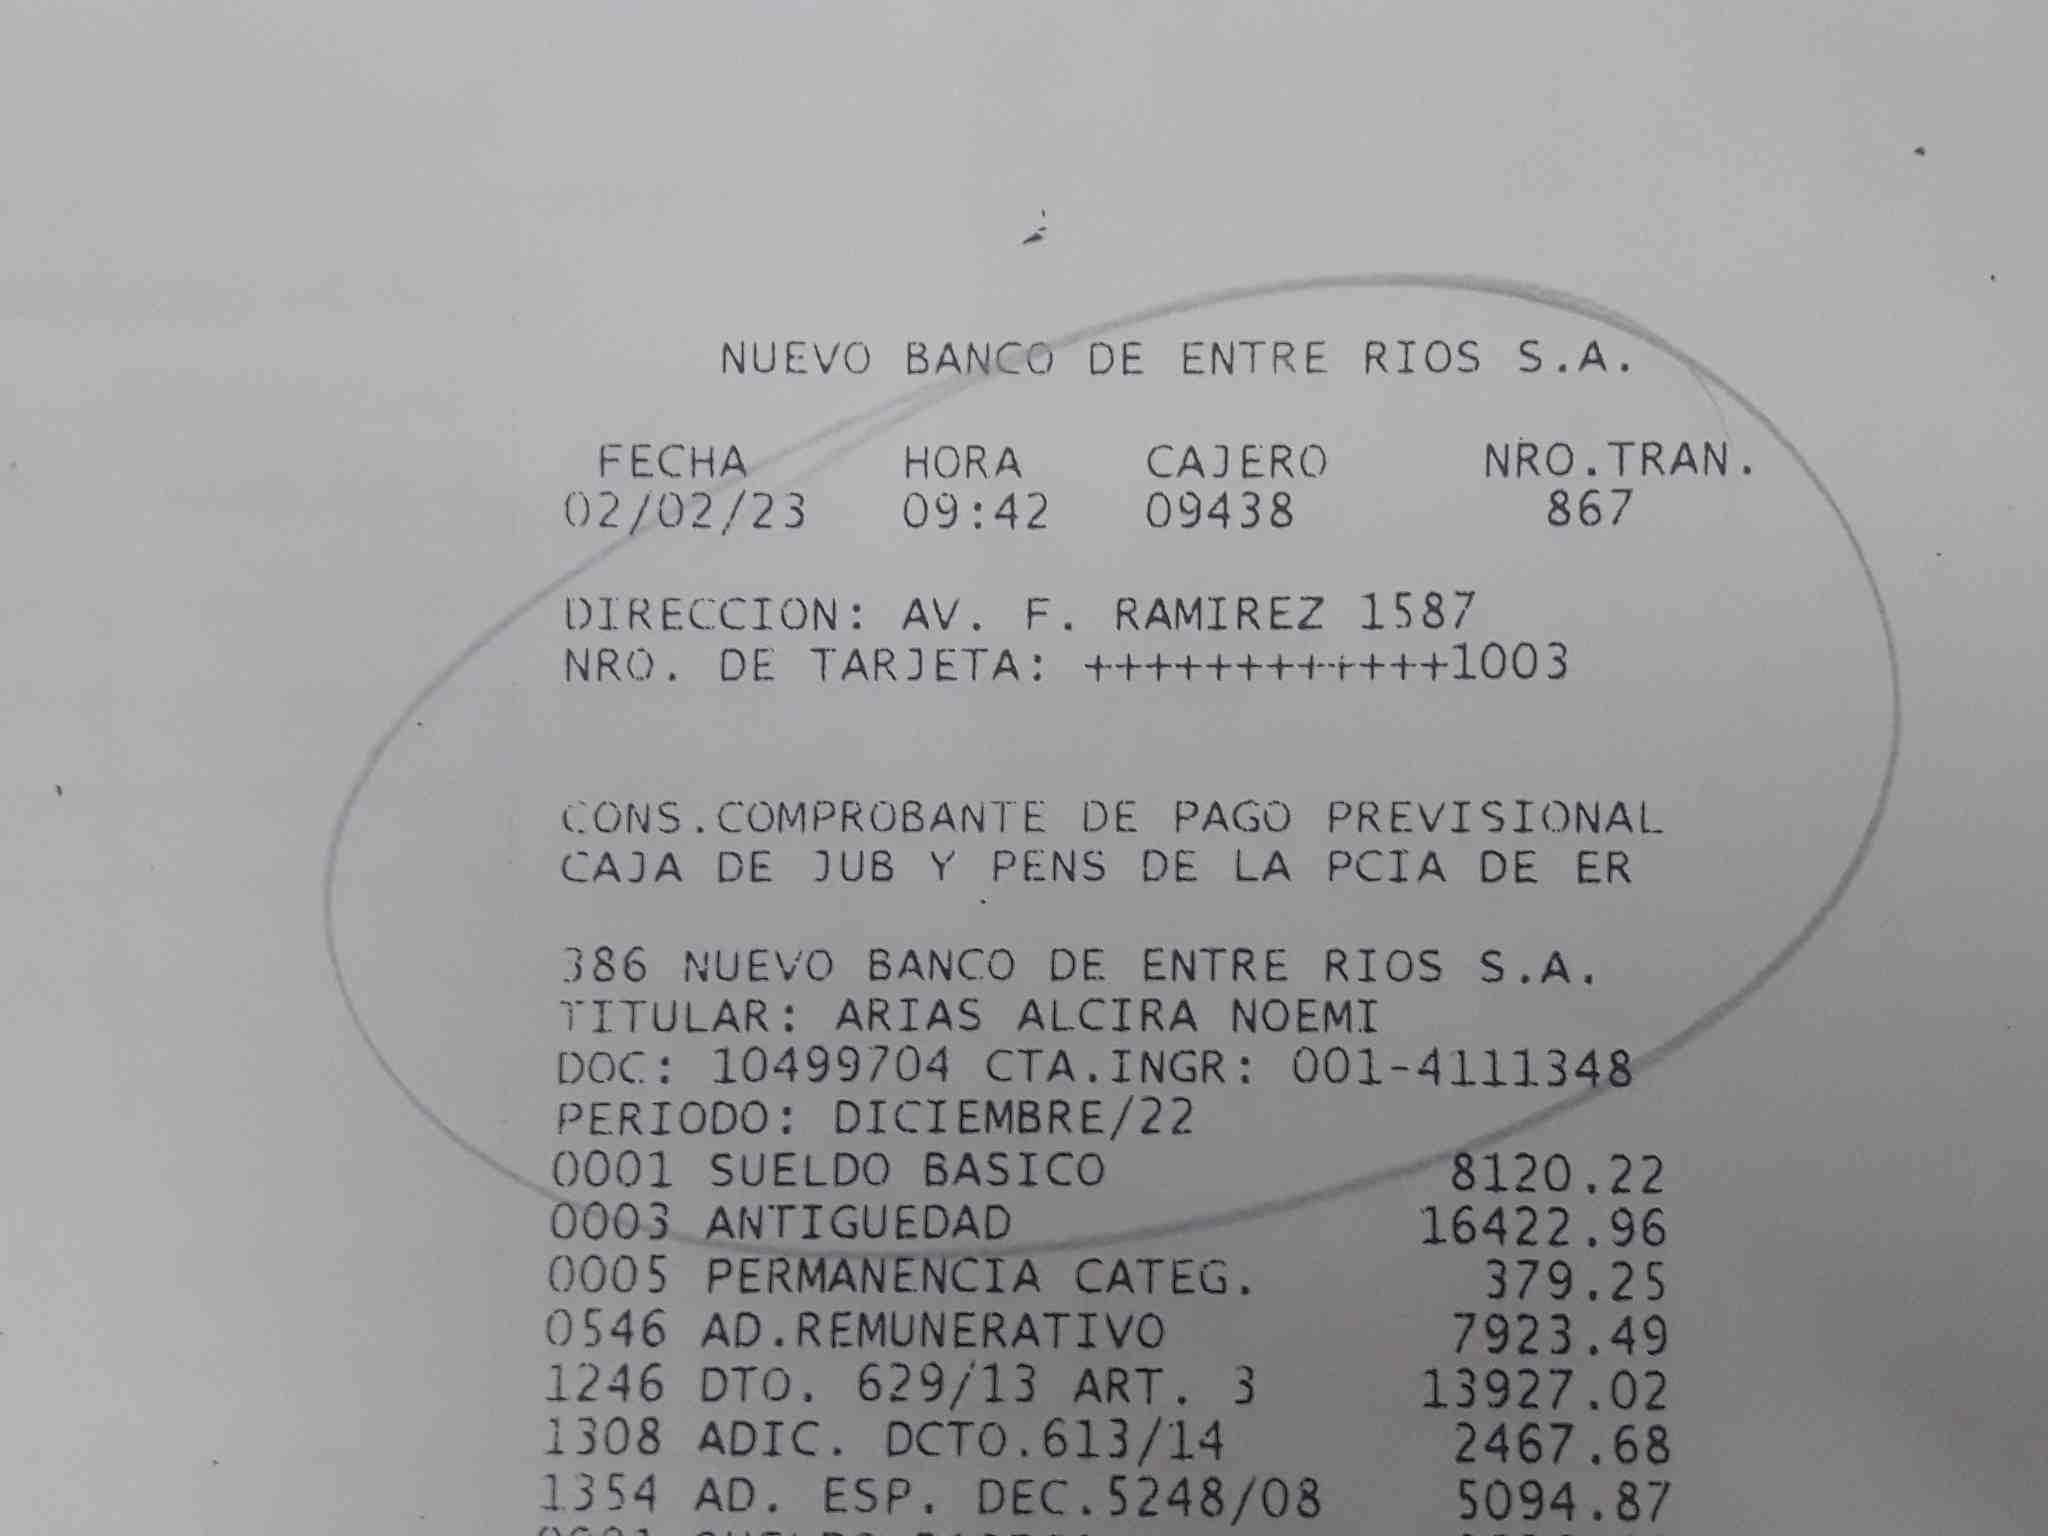 NUEVO BANCO DE ENTRE RIOS S.A.
FECHA HORA CAJERO NRO.TRAN.
02/02/23 09:42 09438 867
DIRECCION: AV. F. RAMIREZ 1587
NRO. DE TARJETA: ++++++++++++1003
CONS.COMPROBANTE DE PAGO PREVISIONAL
CAJA DE JUB Y PENS DE LA PCIA DE ER
386 NUEVO BANCO DE ENTRE RIOS S.A.
TITULAR: ARIAS ALCIRA NOEMI
DOC: 10499704 CTA.INGR: 001-4111348
PERIODO: DICIEMBRE/22
0001 SUELDO BASICO 8120.22
0003 ANTIGUEDAD 16422.96
0005 PERMANENCIA CATEG. 379.25
0546 AD.REMUNERATIVO 7923.49
1246 DTO. 629/13 ART. 3 13927.02
1308 ADIC. DCTO.613/14 2467.68
1354 AD. ESP. DEC.5248/08 5094.87